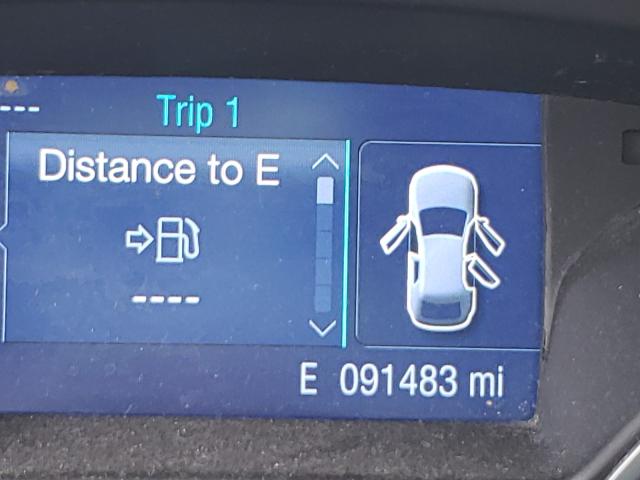 ---
Trip 1
Distance to E
----
E 091483 mi